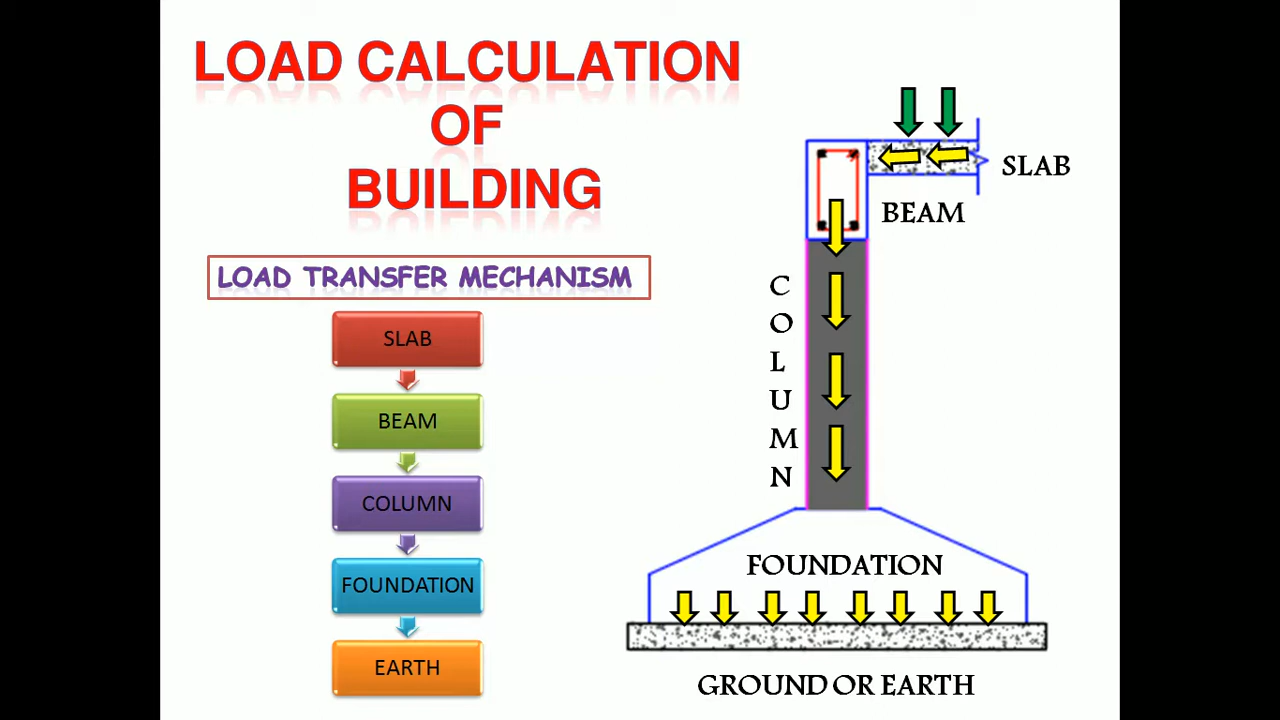 LOAD CALCULATION
OF
BUILDING
LOAD TRANSFER MECHANISM
SLAB
BEAM
COLUMN
FOUNDATION
EARTH
SLAB
BEAM
C
O
L
U
M
N
FOUNDATION
GROUND OR EARTH